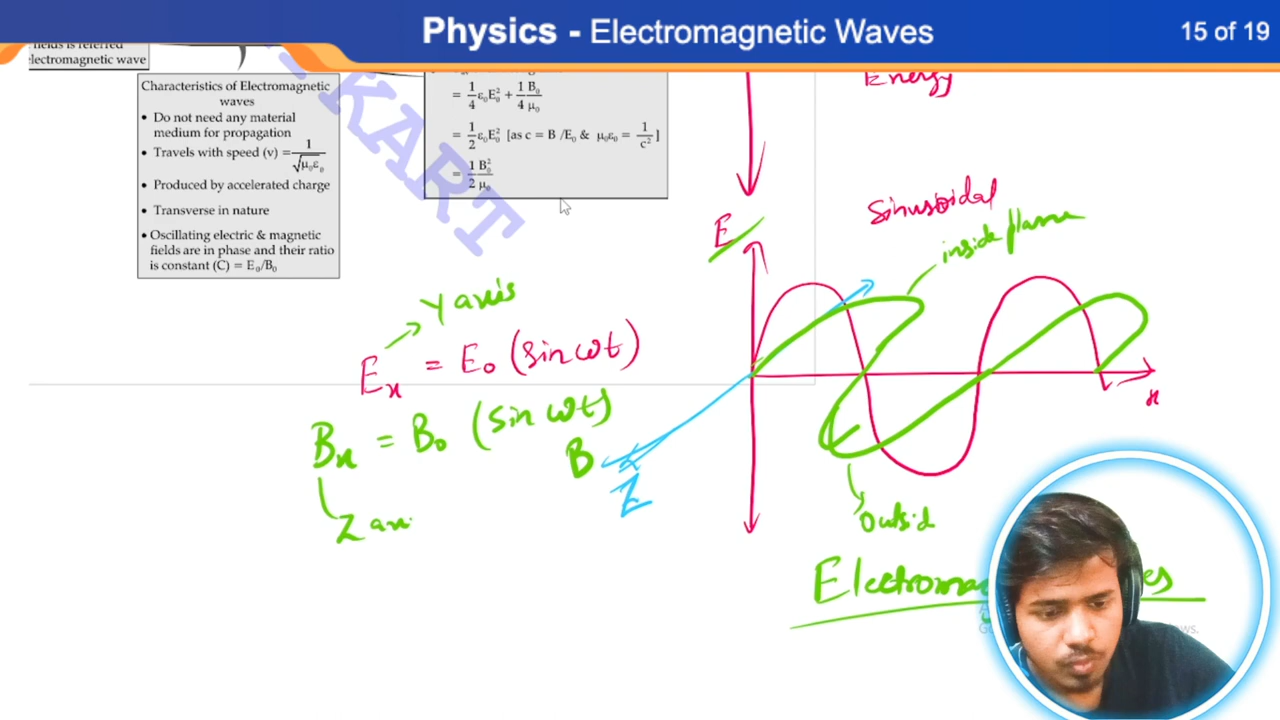 Physics - Electromagnetic Waves
15 of 19
fields is referred
electromagnetic wave
Characteristics of Electromagnetic
waves
• Do not need any material
medium for propagation
• Travels with speed (v) = 1/√μ₀ε₀
• Produced by accelerated charge
• Transverse in nature
• Oscillating electric & magnetic
fields are in phase and their ratio
is constant (C) = E₀/B₀
= 1/4 ε₀E₀² + 1/4 B₀/μ₀
= 1/2 ε₀E₀² [as c = B /E₀ & μ₀ε₀ = 1/c²]
= 1/2 B₀²/μ₀
KART
Energy
Sinusoidal
inside plane
E
Y axis
Eₓ = E₀ (sin ωt)
x
Bₓ = B₀ (sin ωt)
B
Z
Z axi
Outsid